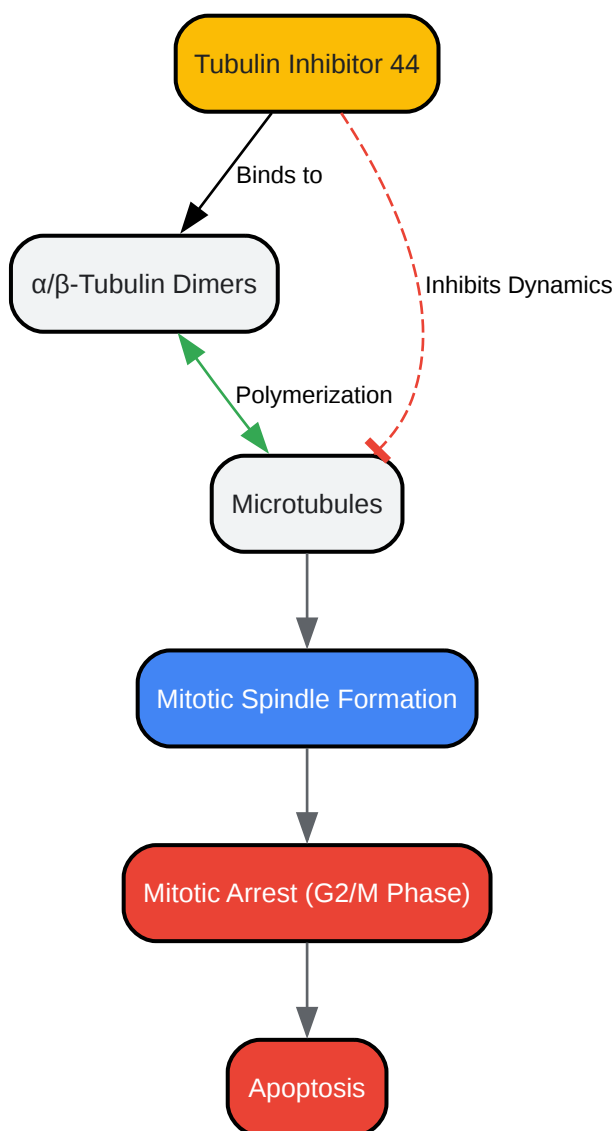 Tubulin Inhibitor 44
Binds to
α/β-Tubulin Dimers
Inhibits Dynamics
Polymerization
Microtubules
Mitotic Spindle Formation
Mitotic Arrest (G2/M Phase)
Apoptosis